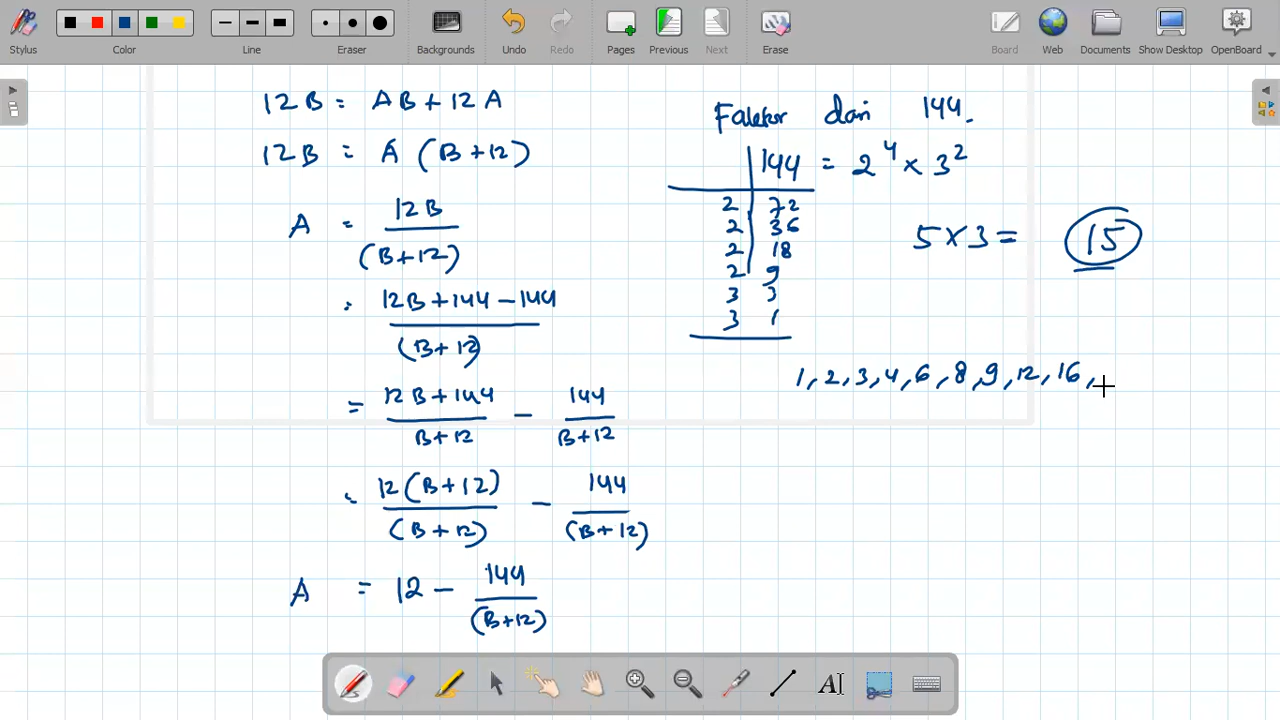 Stylus Color Line Eraser Backgrounds Undo Redo Pages Previous Next Erase Board Web Documents Show Desktop OpenBoard
12B = AB + 12A
12B = A (B+12)
A = 12B / (B+12)
= 12B + 144 - 144 / (B+12)
= 12B + 144 / B+12 - 144 / B+12
= 12(B+12) / (B+12) - 144 / (B+12)
A = 12 - 144 / (B+12)
Faktor dari 144.
144 = 2^4 × 3^2
2 72
2 36
2 18
2 9
3 3
3 1
5 × 3 = 15
1, 2, 3, 4, 6, 8, 9, 12, 16,
AI